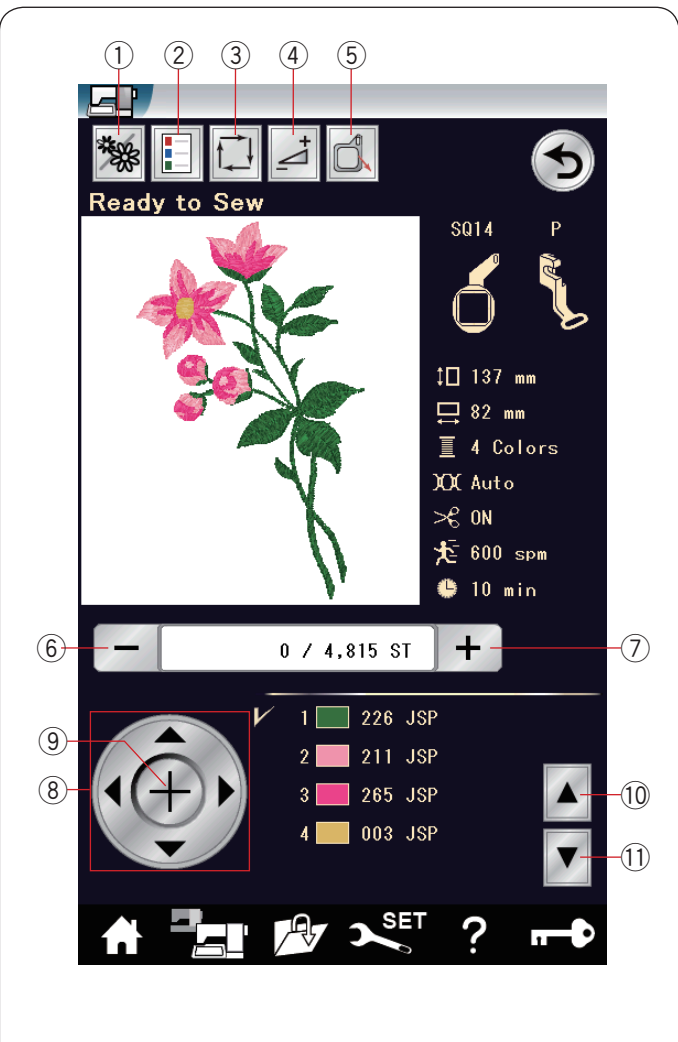 ① ② ③ ④ ⑤
Ready to Sew
SQ14 P
137 mm
82 mm
4 Colors
Auto
ON
600 spm
10 min
⑥ − 0 / 4,815 ST + ⑦
1 226 JSP
2 211 JSP
⑨
⑧ 3 265 JSP ⑩
4 003 JSP
⑪
SET ?